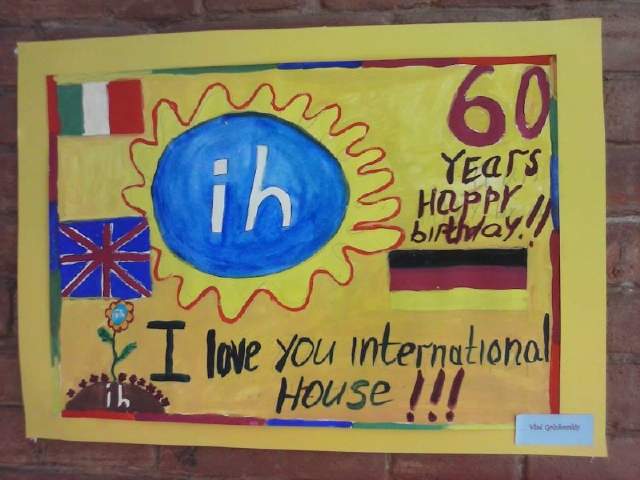 ih
60
YEARS
HAPPY
birthday!!
I love you international
HOUSE !!!
ih